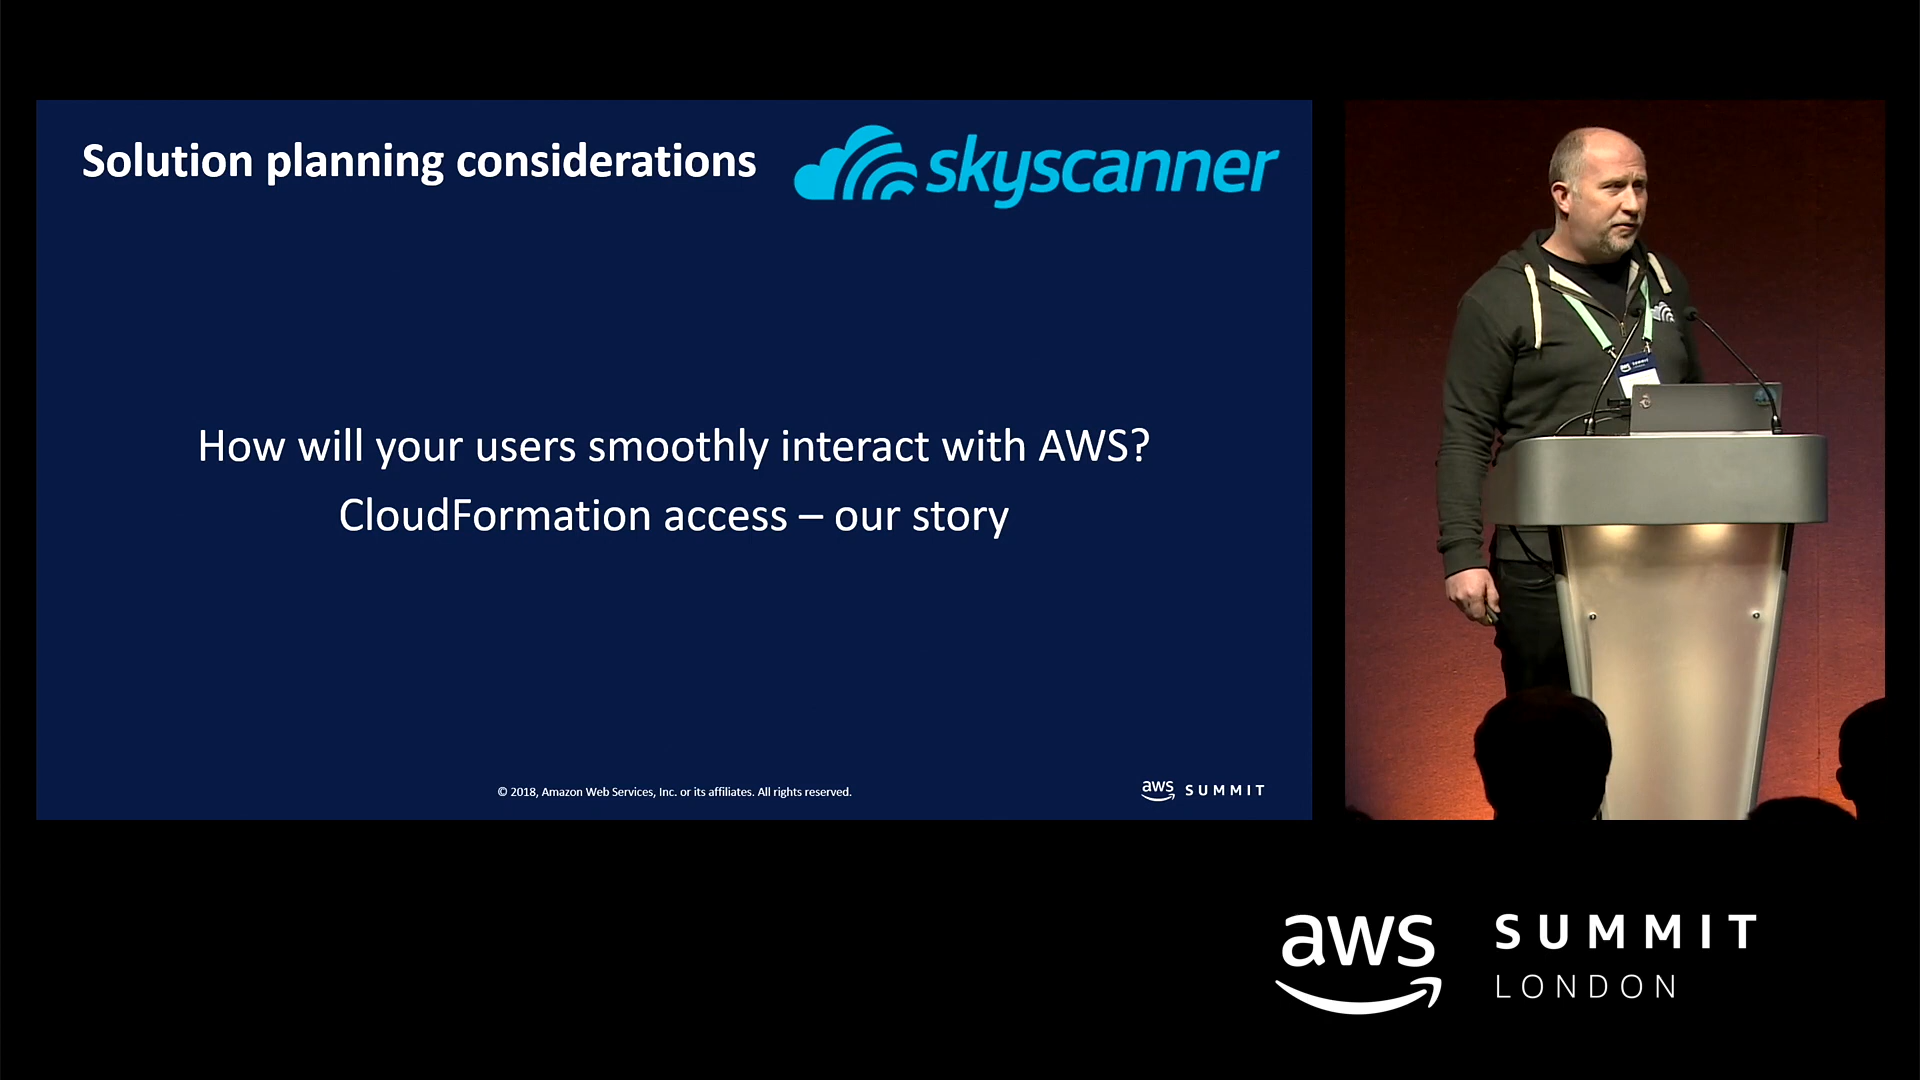 Solution planning considerations
skyscanner
How will your users smoothly interact with AWS?
CloudFormation access – our story
© 2018, Amazon Web Services, Inc. or its affiliates. All rights reserved.
aws SUMMIT
aws SUMMIT
LONDON